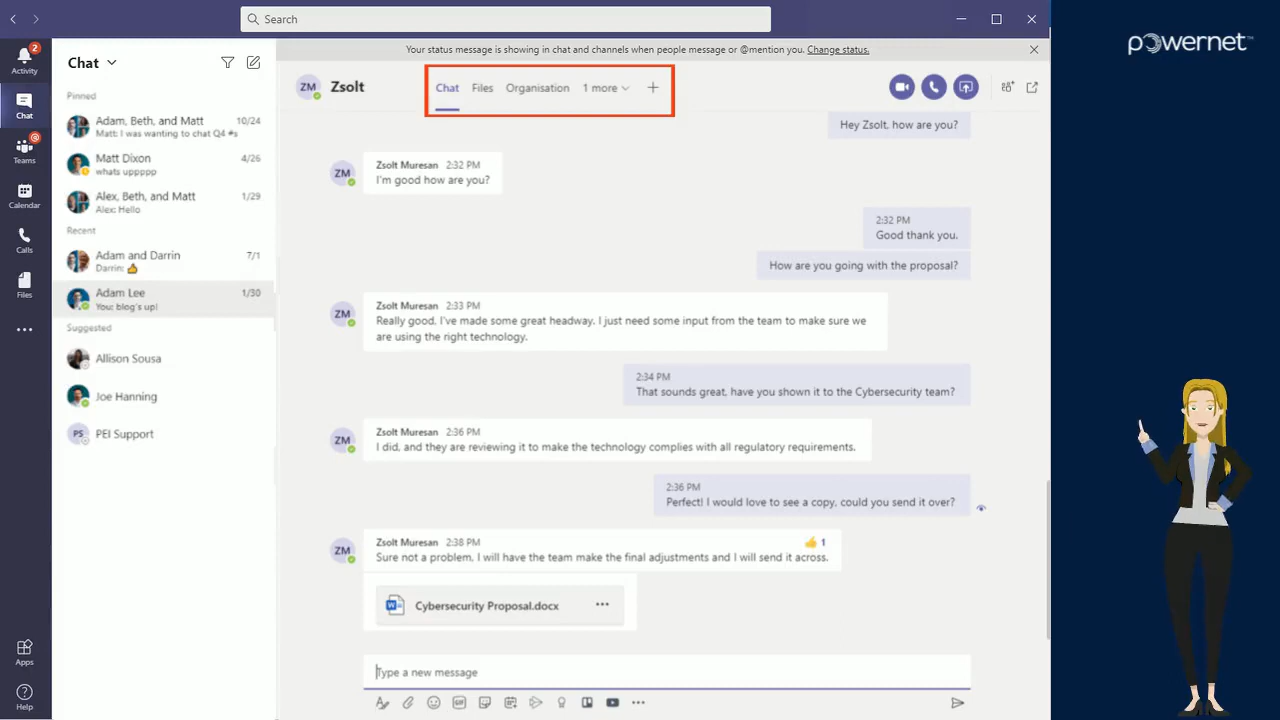 Search
powernet™
Your status message is showing in chat and channels when people message or @mention you. Change status.
2
Activity
Chat
Teams
Calendar
Calls
Files
Apps
Help
Chat
Pinned
Adam, Beth, and Matt 10/24
Matt: I was wanting to chat Q4 #s
Matt Dixon 4/26
whats uppppp
Alex, Beth, and Matt 1/29
Alex: Hello
Recent
Adam and Darrin 7/1
Darrin: 👍
Adam Lee 1/30
You: blog's up!
Suggested
Allison Sousa
Joe Hanning
PS PEI Support
ZM Zsolt Chat Files Organisation 1 more +
Hey Zsolt, how are you?
ZM Zsolt Muresan 2:32 PM
I'm good how are you?
2:32 PM
Good thank you.
How are you going with the proposal?
ZM Zsolt Muresan 2:33 PM
Really good. I've made some great headway. I just need some input from the team to make sure we
are using the right technology.
2:34 PM
That sounds great, have you shown it to the Cybersecurity team?
ZM Zsolt Muresan 2:36 PM
I did, and they are reviewing it to make the technology complies with all regulatory requirements.
2:36 PM
Perfect! I would love to see a copy, could you send it over?
ZM Zsolt Muresan 2:38 PM 👍 1
Sure not a problem. I will have the team make the final adjustments and I will send it across.
Cybersecurity Proposal.docx
Type a new message
GIF